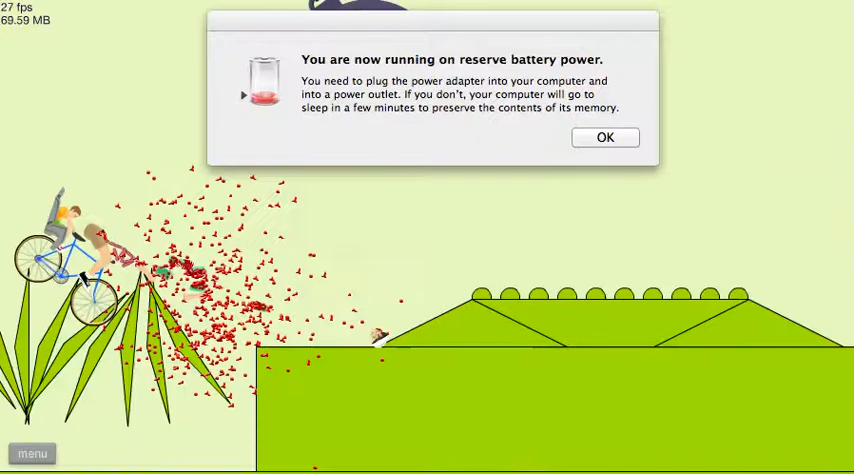 27 fps
69.59 MB
You are now running on reserve battery power.
You need to plug the power adapter into your computer and
into a power outlet. If you don't, your computer will go to
sleep in a few minutes to preserve the contents of its memory.
OK
menu